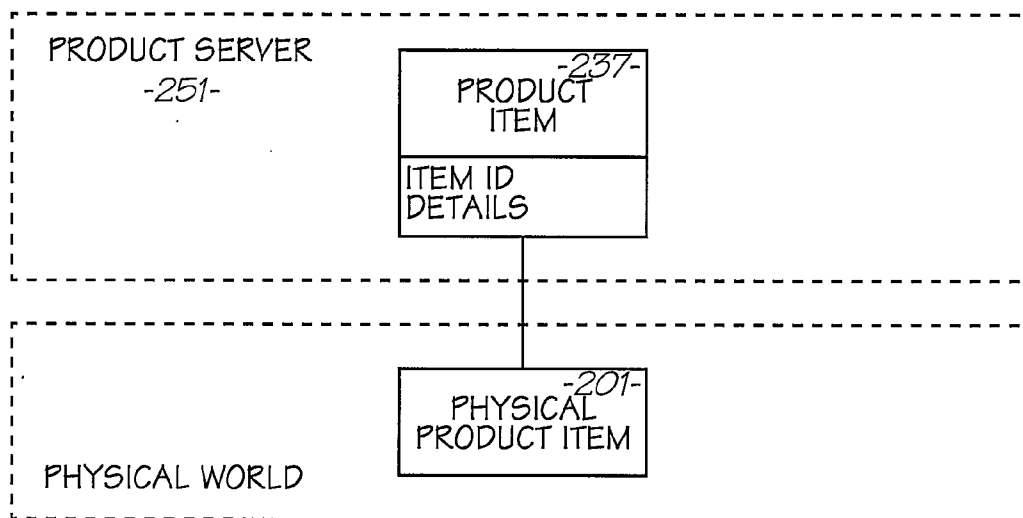 PRODUCT SERVER
-251-
-237-
PRODUCT
ITEM
ITEM ID
DETAILS
-201-
PHYSICAL
PRODUCT ITEM
PHYSICAL WORLD